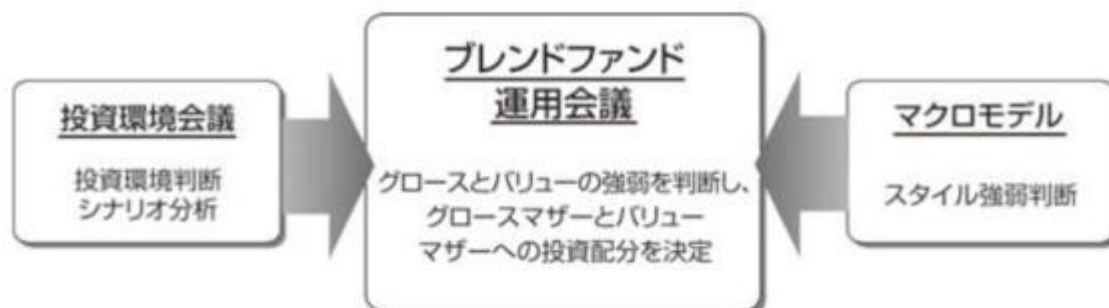 投資環境会議
投資環境判断
シナリオ分析
ブレンドファンド
運用会議
グロースとバリューの強弱を判断し、
グロースマザーとバリュー
マザーへの投資配分を決定
マクロモデル
スタイル強弱判断